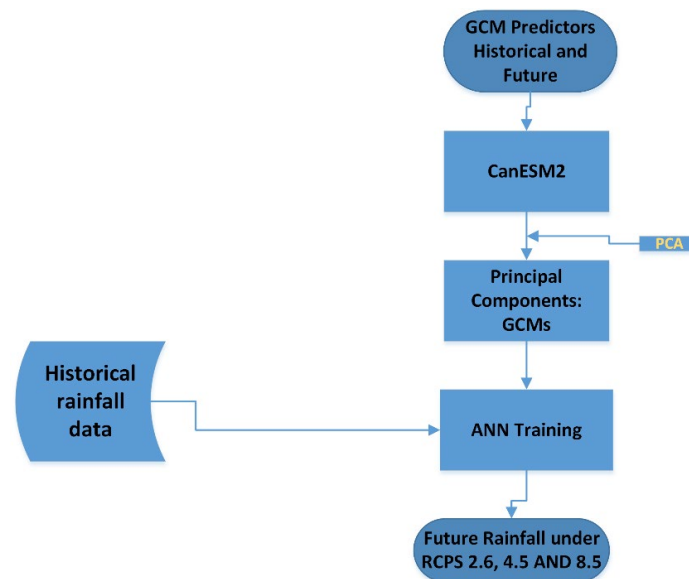 GCM Predictors
Historical and
Future
CanESM2
PCA
Principal
Components:
GCMs
Historical
rainfall
data
ANN Training
Future Rainfall under
RCPS 2.6, 4.5 AND 8.5